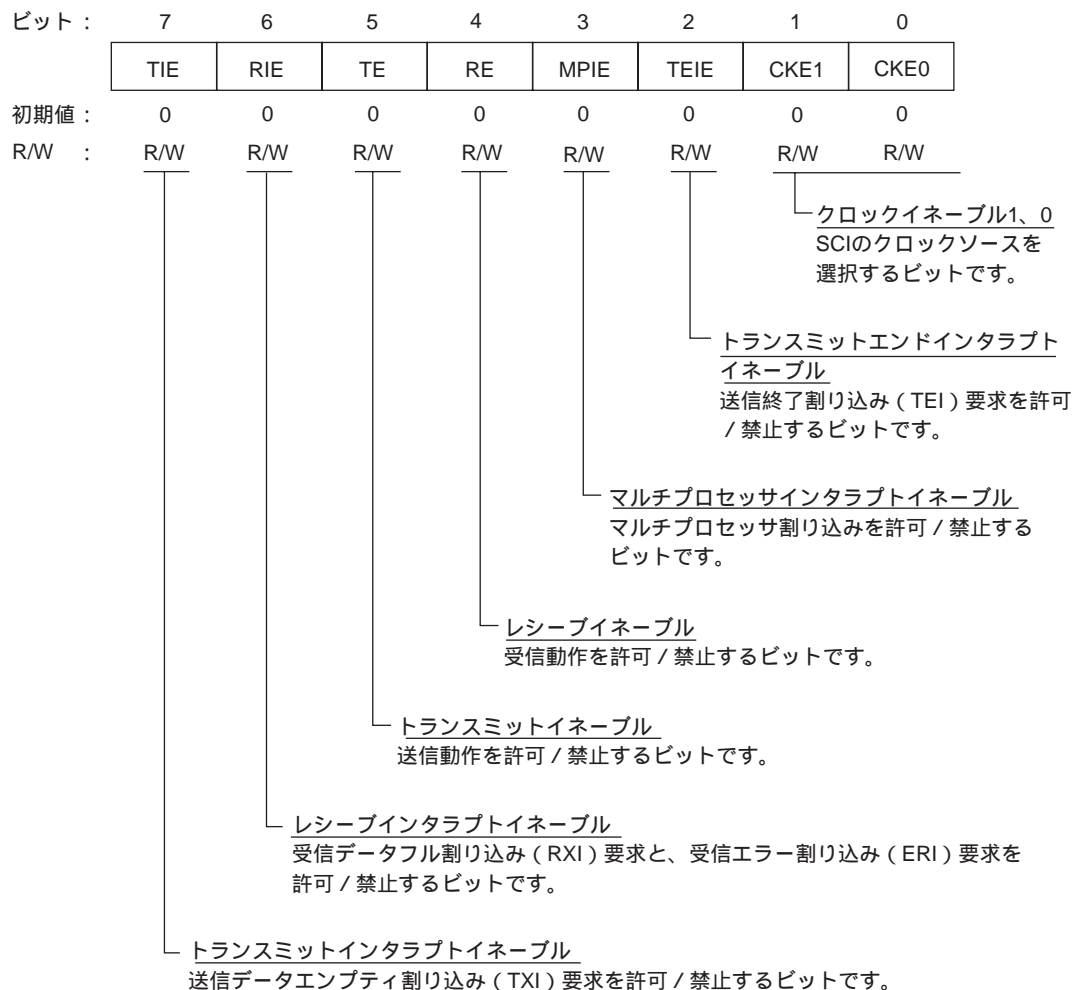 ビット： 7 6 5 4 3 2 1 0
TIE RIE TE RE MPIE TEIE CKE1 CKE0
初期値： 0 0 0 0 0 0 0 0
R/W ： R/W R/W R/W R/W R/W R/W R/W R/W
クロックイネーブル1、0
SCIのクロックソースを
選択するビットです。
トランスミットエンドインタラプト
イネーブル
送信終了割り込み（TEI）要求を許可
／禁止するビットです。
マルチプロセッサインタラプトイネーブル
マルチプロセッサ割り込みを許可／禁止する
ビットです。
レシーブイネーブル
受信動作を許可／禁止するビットです。
トランスミットイネーブル
送信動作を許可／禁止するビットです。
レシーブインタラプトイネーブル
受信データフル割り込み（RXI）要求と、受信エラー割り込み（ERI）要求を
許可／禁止するビットです。
トランスミットインタラプトイネーブル
送信データエンプティ割り込み（TXI）要求を許可／禁止するビットです。